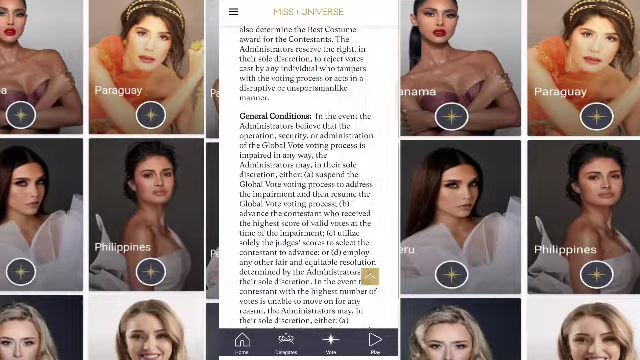 MISS UNIVERSE
also determine the Best Costume
award for the Contestants. The
Administrators reserve the right, in
their sole discretion, to reject votes
cast by any individual who tampers
with the voting process or acts in a
disruptive or unsportsmanlike
manner.
General Conditions: In the event the
Administrators believe that the
operation, security, or administration
of the Global Vote voting process is
impaired in any way, the
Administrators may, in their sole
discretion, either: (a) suspend the
Global Vote voting process to address
the impairment and then resume the
Global Vote voting process; (b)
advance the contestant who received
the highest score of valid votes at the
time of the impairment; (c) utilize
solely the judges' scores to select the
contestant to advance; or (d) employ
any other fair and equitable resolution
determined by the Administrators
their sole discretion. In the event
contestant with the highest number of
votes is unable to move on for any
reason, the Administrators may, in
their sole discretion, either: (a)
Home
Delegates
Vote
Play
Paraguay
Philippines
anama
Paraguay
eru
Philippines